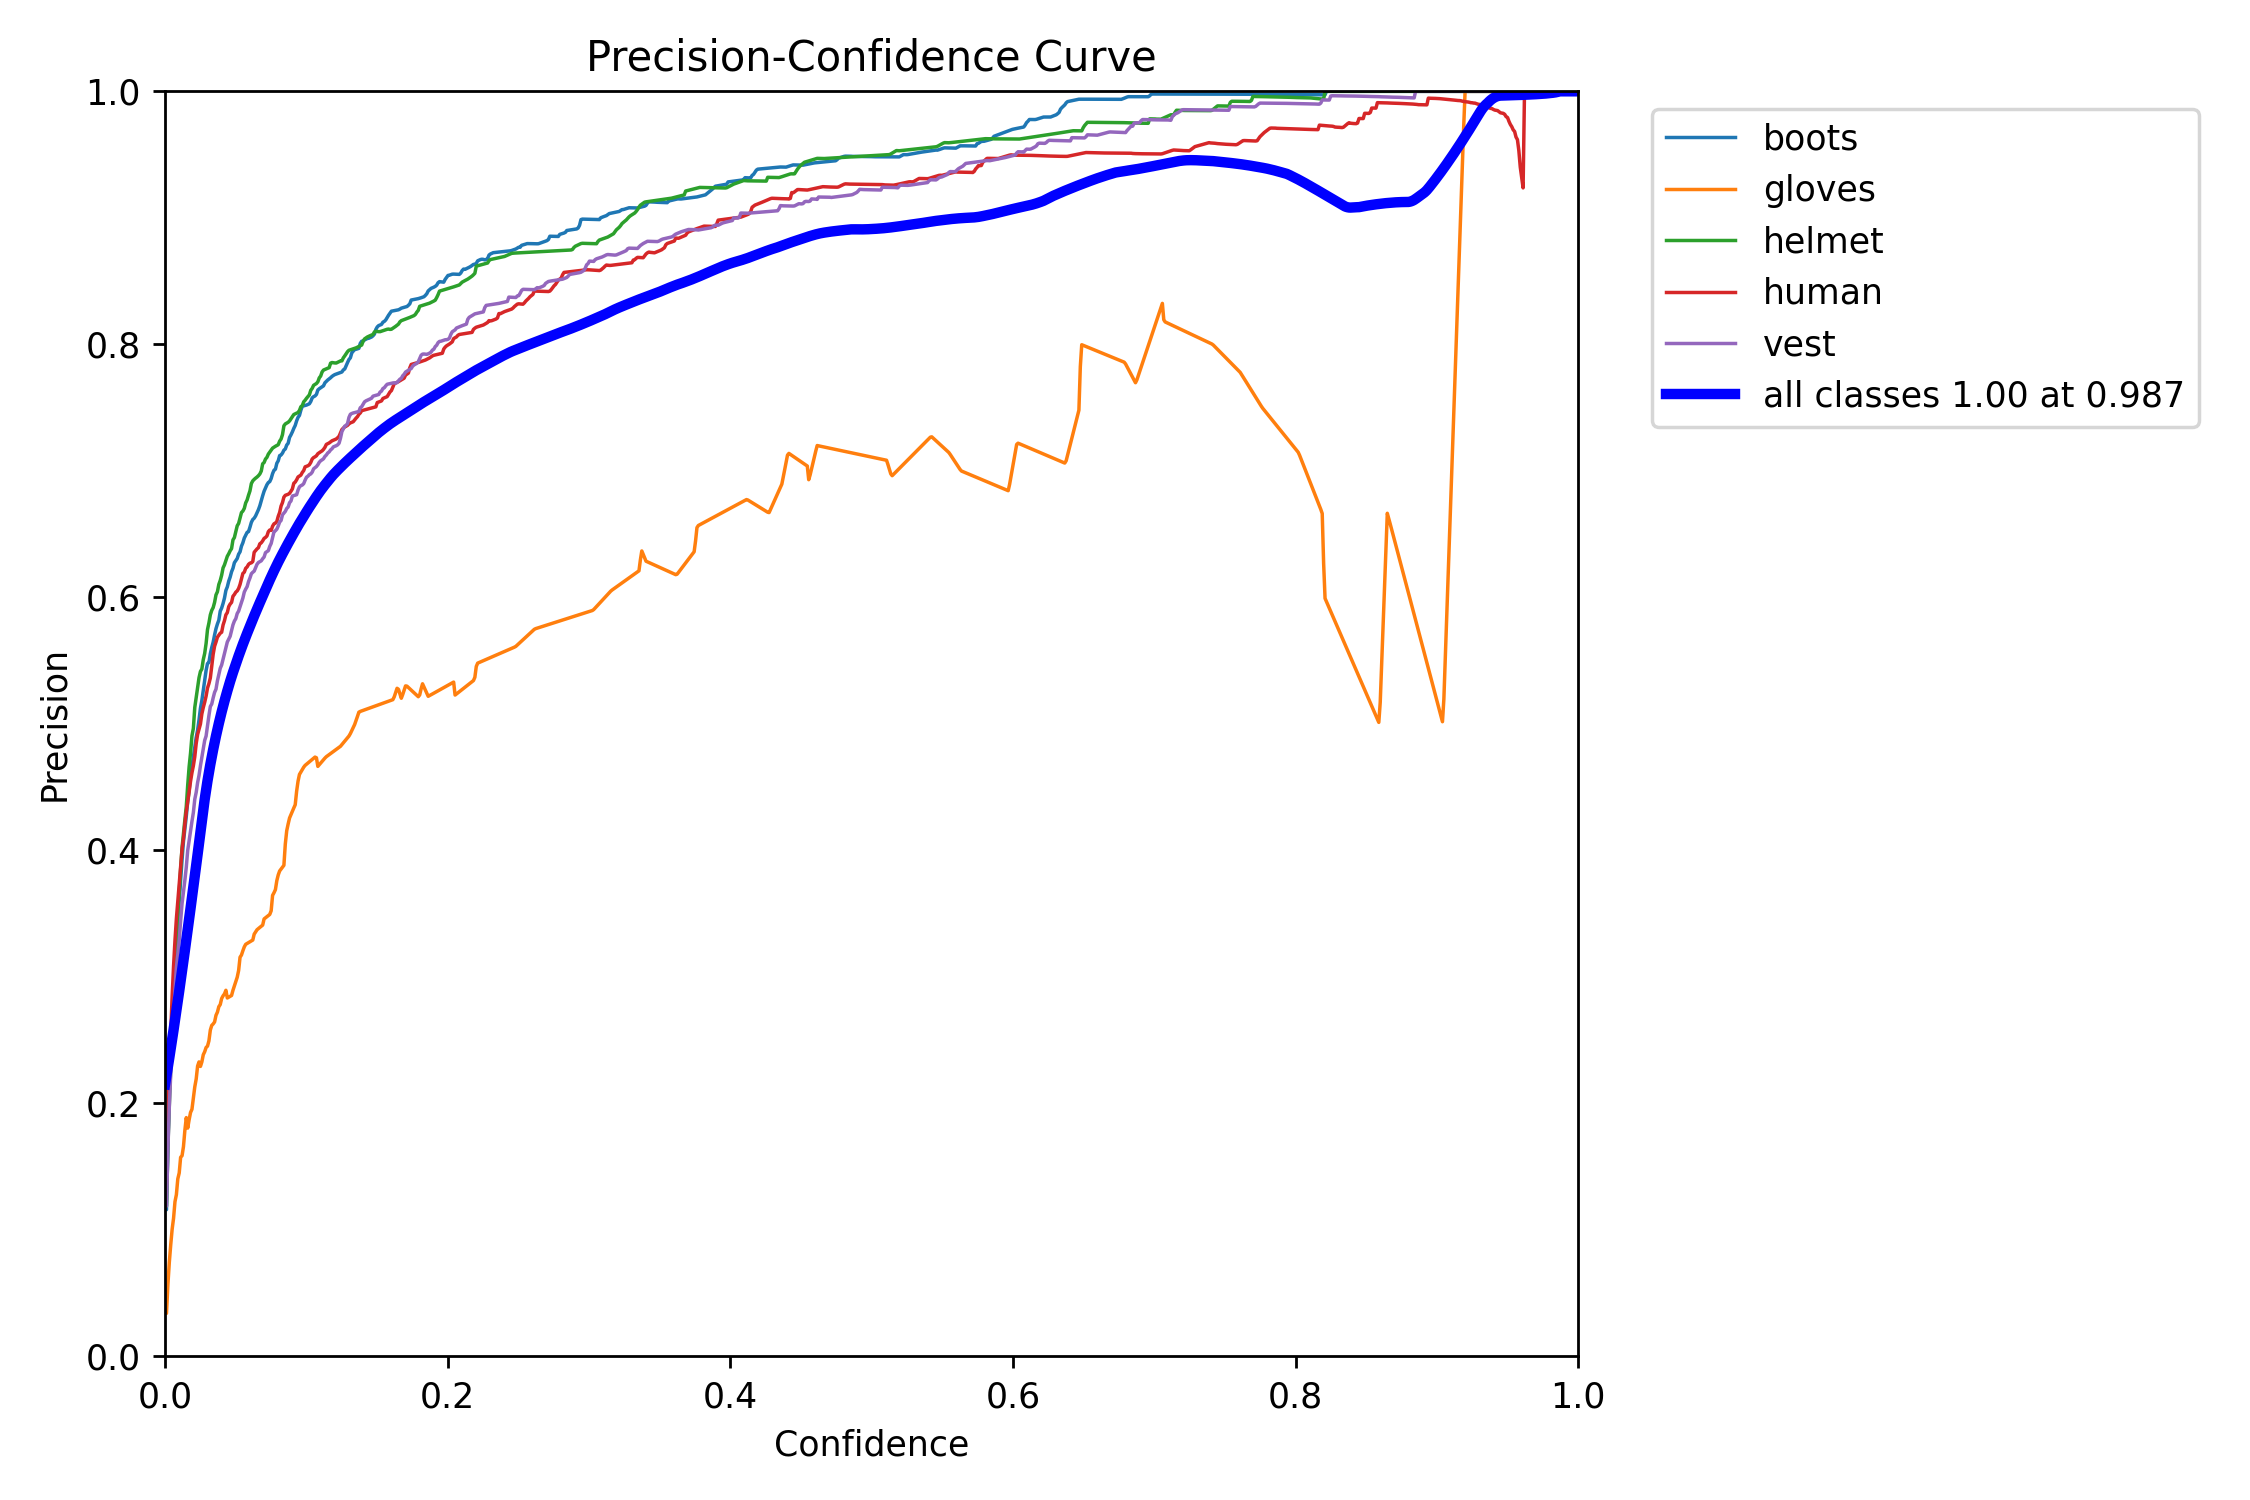 Precision-Confidence Curve
1.0
0.8
0.6
0.4
0.2
0.0
Precision
0.0 0.2 0.4 0.6 0.8 1.0
Confidence
boots
gloves
helmet
human
vest
all classes 1.00 at 0.987